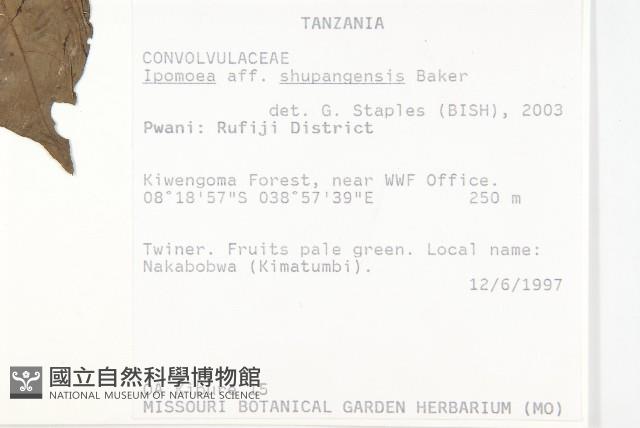 TANZANIA
CONVOLVULACEAE
Ipomoea aff. shupangensis Baker
det. G. Staples (BISH), 2003
Pwani: Rufiji District
Kiwengoma Forest, near WWF Office.
08°18'57"S 038°57'39"E 250 m
Twiner. Fruits pale green. Local name:
Nakabobwa (Kimatumbi).
12/6/1997
國立自然科學博物館
NATIONAL MUSEUM OF NATURAL SCIENCE
MISSOURI BOTANICAL GARDEN HERBARIUM (MO)